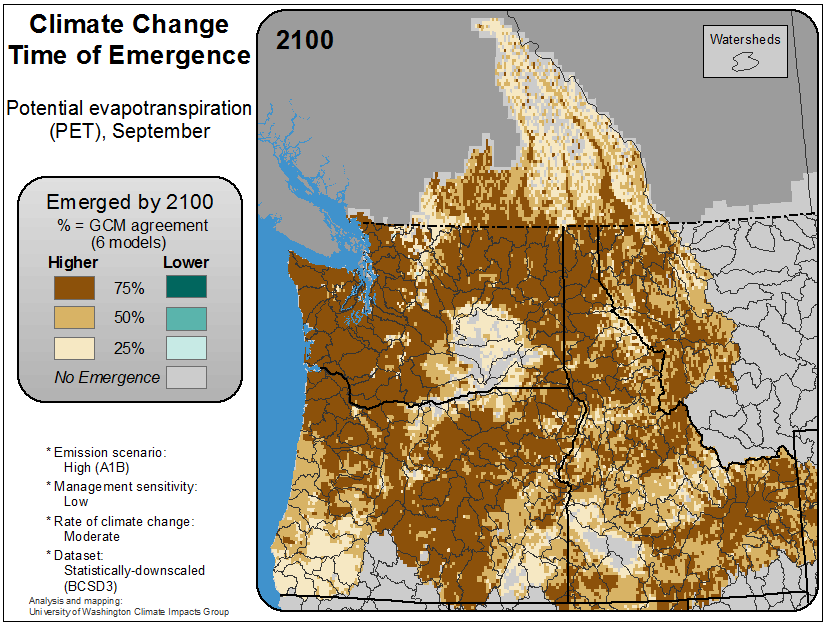 Climate Change
Time of Emergence
Potential evapotranspiration
(PET), September
Emerged by 2100
% = GCM agreement
(6 models)
Higher Lower
75%
50%
25%
No Emergence
* Emission scenario:
High (A1B)
* Management sensitivity:
Low
* Rate of climate change:
Moderate
* Dataset:
Statistically-downscaled
(BCSD3)
Analysis and mapping:
University of Washington Climate Impacts Group
2100
Watersheds